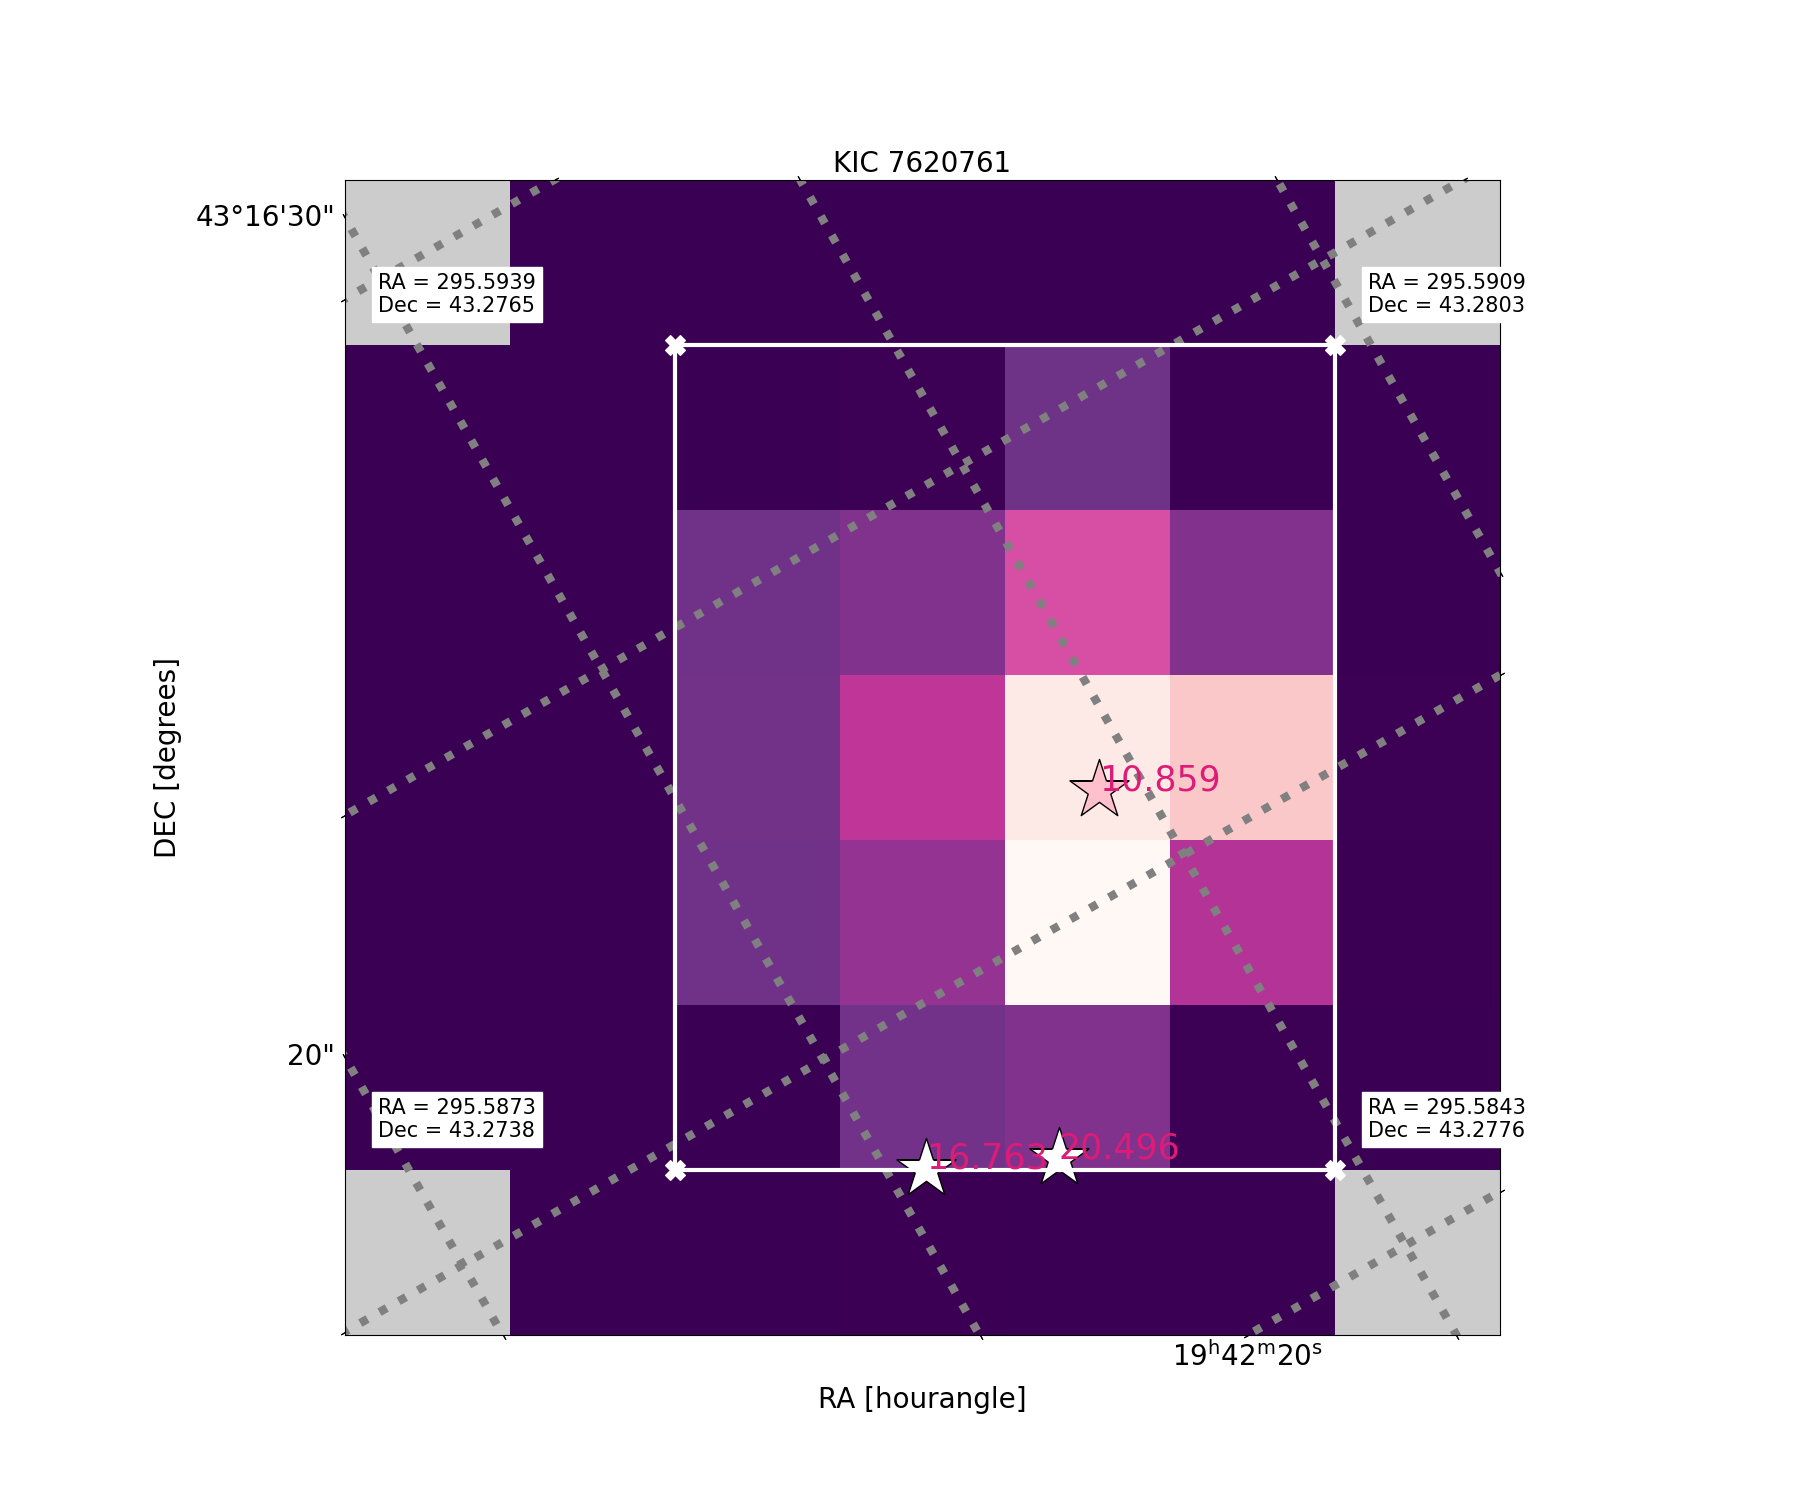 KIC 7620761
43°16'30"
RA = 295.5939
Dec = 43.2765
RA = 295.5909
Dec = 43.2803
DEC [degrees]
10.859
20"
RA = 295.5873
Dec = 43.2738
RA = 295.5843
Dec = 43.2776
16.763
20.496
19ʰ42ᵐ20ˢ
RA [hourangle]